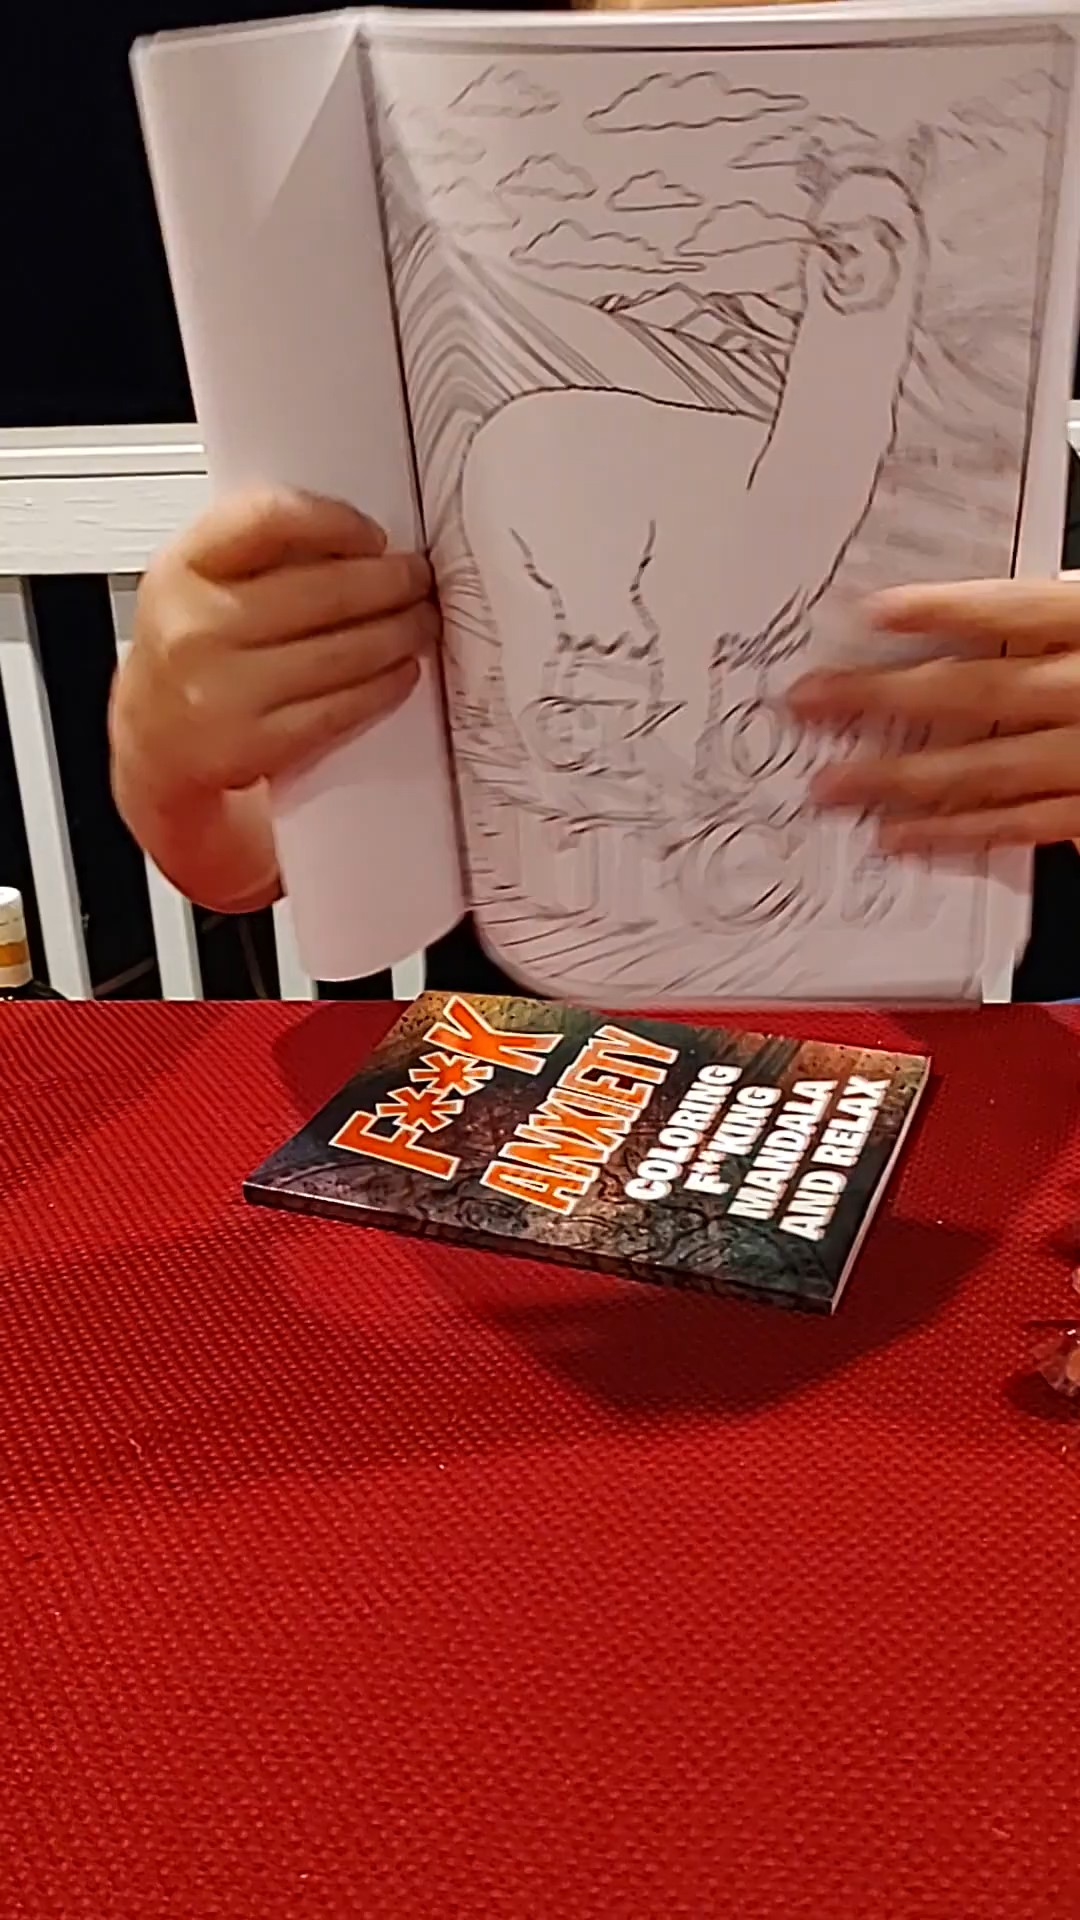 F**K
ANXIETY
COLORING
F**KING
MANDALA
AND RELAX